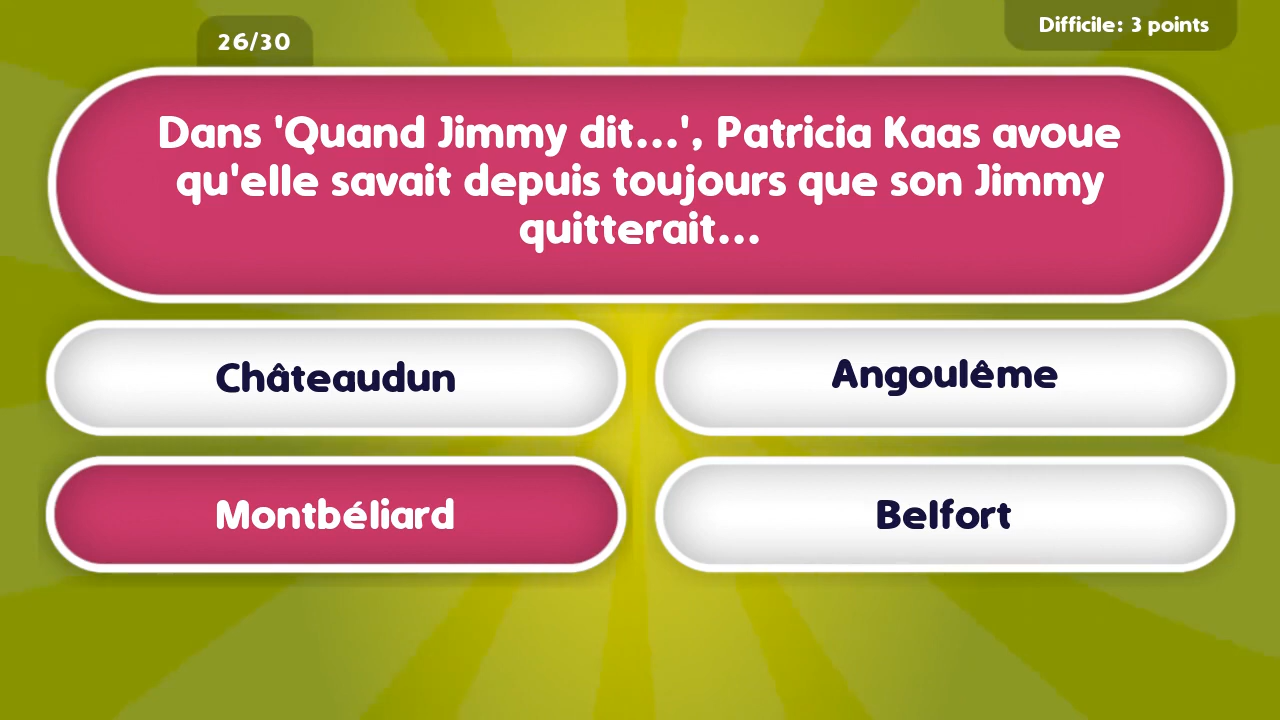 26/30
Difficile: 3 points
Dans 'Quand Jimmy dit...', Patricia Kaas avoue
qu'elle savait depuis toujours que son Jimmy
quitterait...
Châteaudun
Angoulême
Montbéliard
Belfort